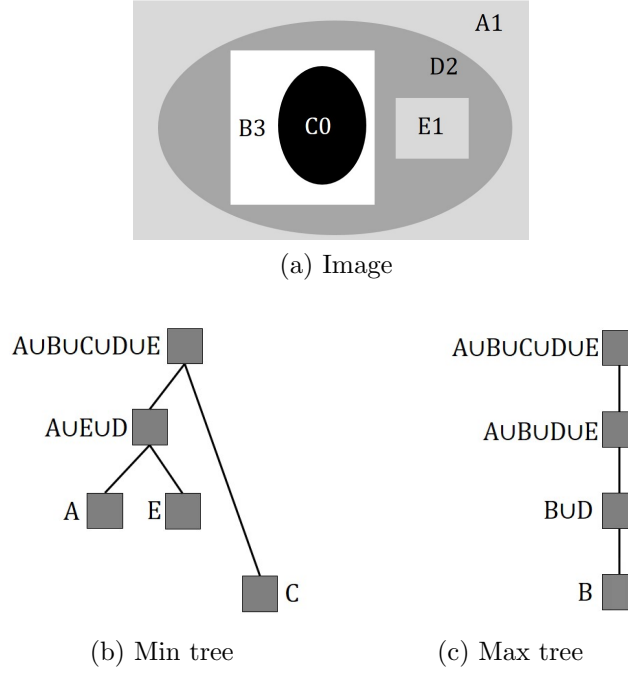 A1
D2
B3
C0
E1
(a) Image
A∪B∪C∪D∪E
A∪E∪D
A
E
C
(b) Min tree
A∪B∪C∪D∪E
A∪B∪D∪E
B∪D
B
(c) Max tree